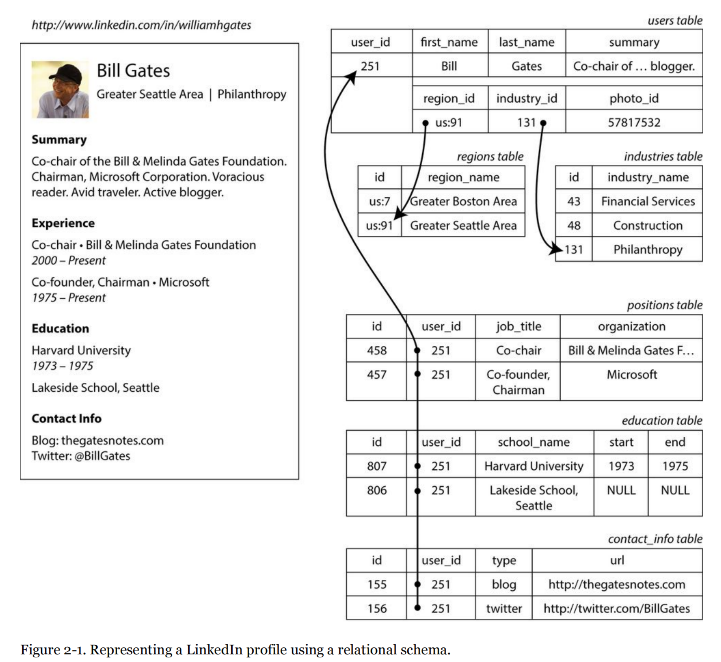 http://www.linkedin.com/in/williamhgates
Bill Gates
Greater Seattle Area | Philanthropy
Summary
Co-chair of the Bill & Melinda Gates Foundation.
Chairman, Microsoft Corporation. Voracious
reader. Avid traveler. Active blogger.
Experience
Co-chair • Bill & Melinda Gates Foundation
2000 – Present
Co-founder, Chairman • Microsoft
1975 – Present
Education
Harvard University
1973 – 1975
Lakeside School, Seattle
Contact Info
Blog: thegatesnotes.com
Twitter: @BillGates
users table
user_id first_name last_name summary
251 Bill Gates Co-chair of … blogger.
region_id industry_id photo_id
us:91 131 57817532
regions table
id region_name
us:7 Greater Boston Area
us:91 Greater Seattle Area
industries table
id industry_name
43 Financial Services
48 Construction
131 Philanthropy
positions table
id user_id job_title organization
458 251 Co-chair Bill & Melinda Gates F…
457 251 Co-founder, Microsoft
Chairman
education table
id user_id school_name start end
807 251 Harvard University 1973 1975
806 251 Lakeside School, NULL NULL
Seattle
contact_info table
id user_id type url
155 251 blog http://thegatesnotes.com
156 251 twitter http://twitter.com/BillGates
Figure 2-1. Representing a LinkedIn profile using a relational schema.